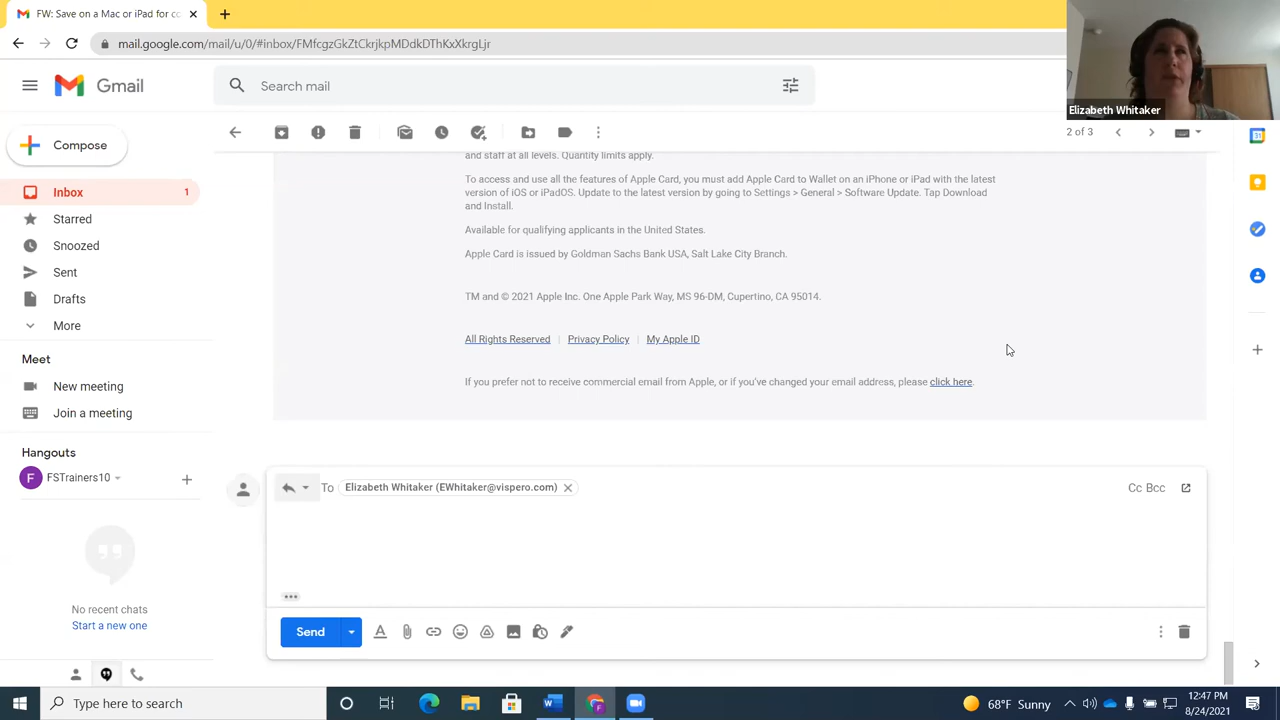 FW: Save on a Mac or iPad for co
mail.google.com/mail/u/0/#inbox/FMfcgzGkZtCkrjkpMDdkDThKxXkrgLjr
Elizabeth Whitaker
Gmail
Search mail
2 of 3
Compose
Inbox 1
Starred
Snoozed
Sent
Drafts
More
Meet
New meeting
Join a meeting
Hangouts
F FSTrainers10
No recent chats
Start a new one
and staff at all levels. Quantity limits apply.
To access and use all the features of Apple Card, you must add Apple Card to Wallet on an iPhone or iPad with the latest
version of iOS or iPadOS. Update to the latest version by going to Settings > General > Software Update. Tap Download
and Install.
Available for qualifying applicants in the United States.
Apple Card is issued by Goldman Sachs Bank USA, Salt Lake City Branch.
TM and © 2021 Apple Inc. One Apple Park Way, MS 96-DM, Cupertino, CA 95014.
All Rights Reserved | Privacy Policy | My Apple ID
If you prefer not to receive commercial email from Apple, or if you've changed your email address, please click here.
To Elizabeth Whitaker (EWhitaker@vispero.com)
Cc Bcc
Send
Type here to search
68°F Sunny
12:47 PM
8/24/2021